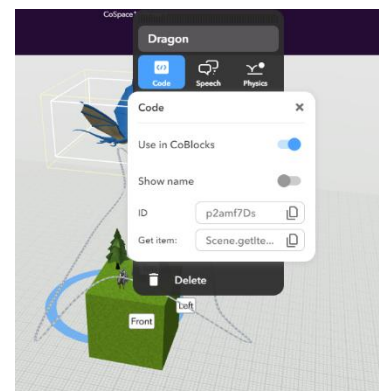 CoSpace
Dragon
Code Speech Physics
Code
Use in CoBlocks
Show name
ID p2amf7Ds
Get item: Scene.getIte...
Delete
Left
Front